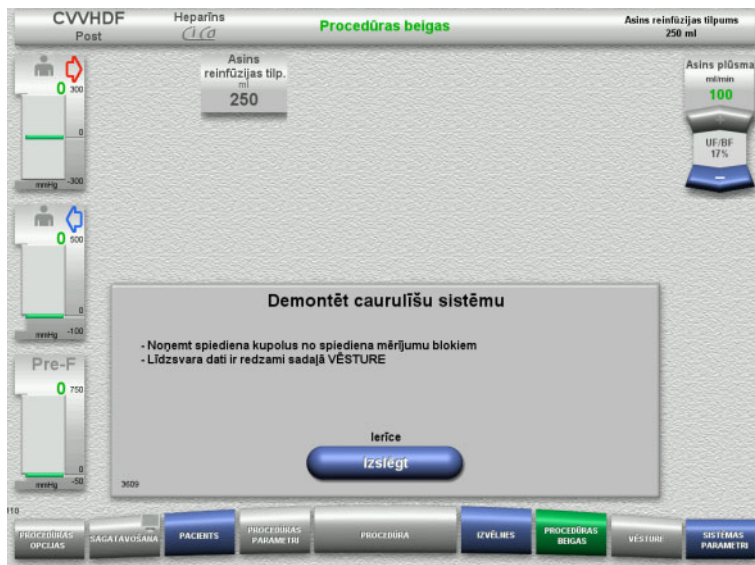 CVVHDF
Post
Heparīns
Procedūras beigas
Asins reinfūzijas tilpums
250 ml
0
300
0
-300
mmHg
Asins
reinfūzijas tilp.
ml
250
Asins plūsma
ml/min
100
+
UF/BF
17%
-
0
500
0
-100
mmHg
Pre-F
0
750
0
-50
mmHg
Demontēt caurulīšu sistēmu
- Noņemt spiediena kupolus no spiediena mērījumu blokiem
- Līdzsvara dati ir redzami sadaļā VĒSTURE
Ierīce
Izslēgt
3609
PROCEDŪRAS OPCIJAS
SAGATAVOŠANA
PACIENTS
PROCEDŪRAS PARAMETRI
PROCEDŪRA
IZVĒLNES
PROCEDŪRAS BEIGAS
VĒSTURE
SISTĒMAS PARAMETRI